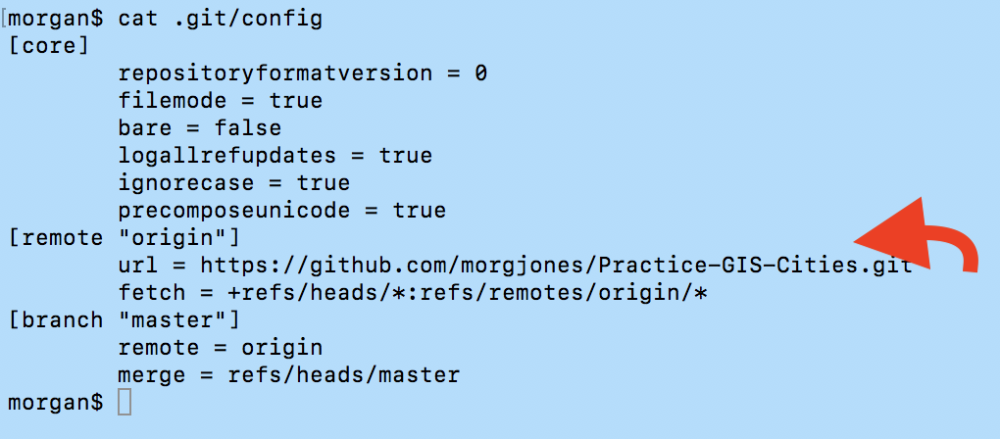 morgan$ cat .git/config
[core]
repositoryformatversion = 0
filemode = true
bare = false
logallrefupdates = true
ignorecase = true
precomposeunicode = true
[remote "origin"]
url = https://github.com/morgjones/Practice-GIS-Cities.git
fetch = +refs/heads/*:refs/remotes/origin/*
[branch "master"]
remote = origin
merge = refs/heads/master
morgan$